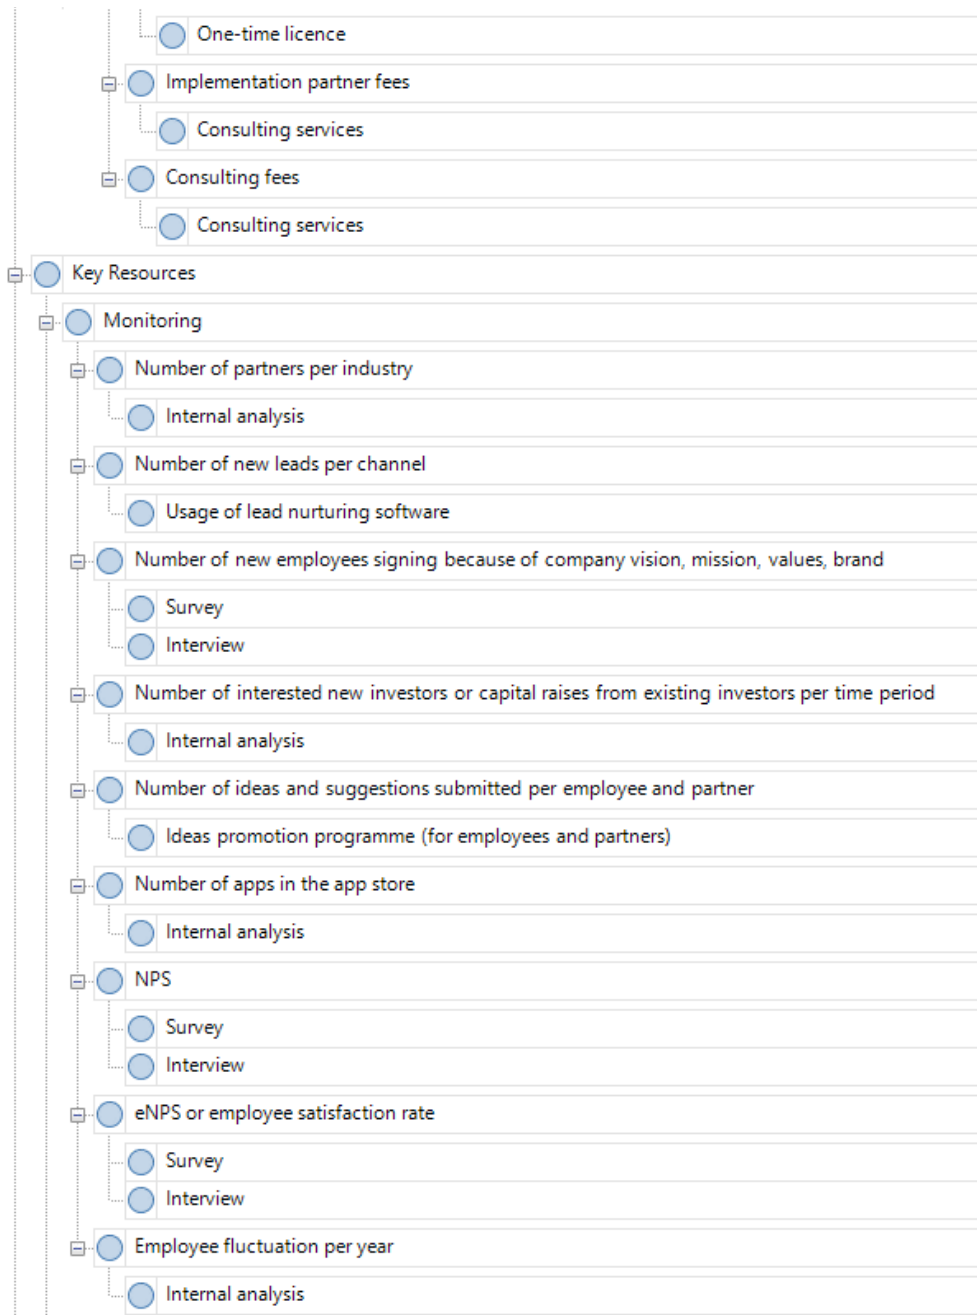 One-time licence
Implementation partner fees
Consulting services
Consulting fees
Consulting services
Key Resources
Monitoring
Number of partners per industry
Internal analysis
Number of new leads per channel
Usage of lead nurturing software
Number of new employees signing because of company vision, mission, values, brand
Survey
Interview
Number of interested new investors or capital raises from existing investors per time period
Internal analysis
Number of ideas and suggestions submitted per employee and partner
Ideas promotion programme (for employees and partners)
Number of apps in the app store
Internal analysis
NPS
Survey
Interview
eNPS or employee satisfaction rate
Survey
Interview
Employee fluctuation per year
Internal analysis